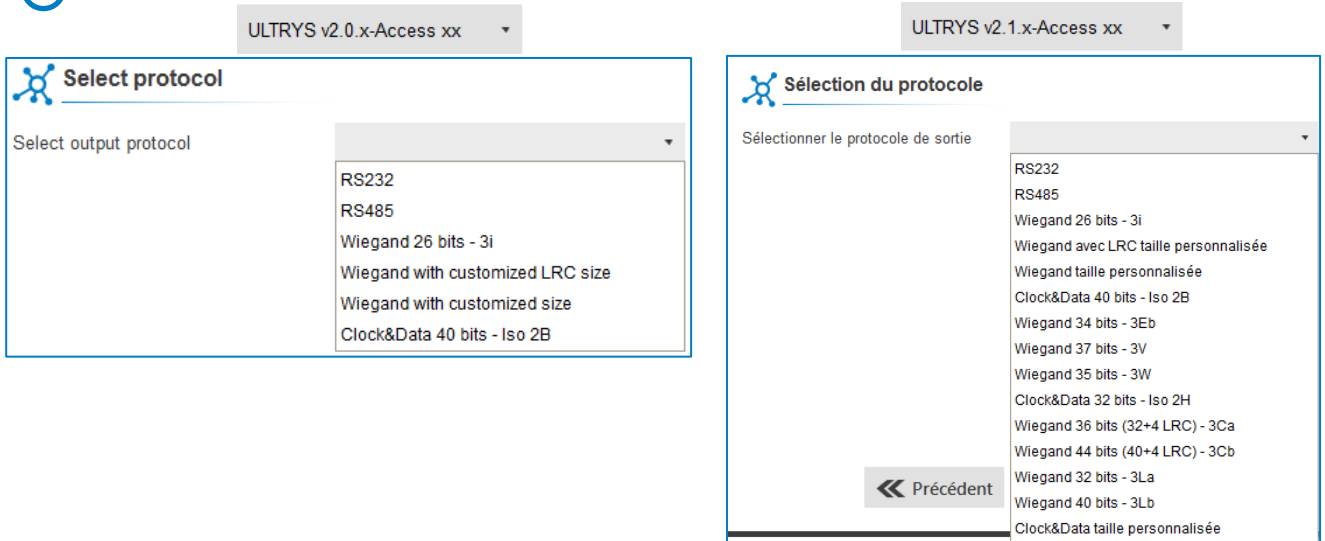 ULTRYS v2.0.x-Access xx
Select protocol
Select output protocol
RS232
RS485
Wiegand 26 bits - 3i
Wiegand with customized LRC size
Wiegand with customized size
Clock&Data 40 bits - Iso 2B
ULTRYS v2.1.x-Access xx
Sélection du protocole
Sélectionner le protocole de sortie
RS232
RS485
Wiegand 26 bits - 3i
Wiegand avec LRC taille personnalisée
Wiegand taille personnalisée
Clock&Data 40 bits - Iso 2B
Wiegand 34 bits - 3Eb
Wiegand 37 bits - 3V
Wiegand 35 bits - 3W
Clock&Data 32 bits - Iso 2H
Wiegand 36 bits (32+4 LRC) - 3Ca
Wiegand 44 bits (40+4 LRC) - 3Cb
Wiegand 32 bits - 3La
Wiegand 40 bits - 3Lb
Clock&Data taille personnalisée
Précédent